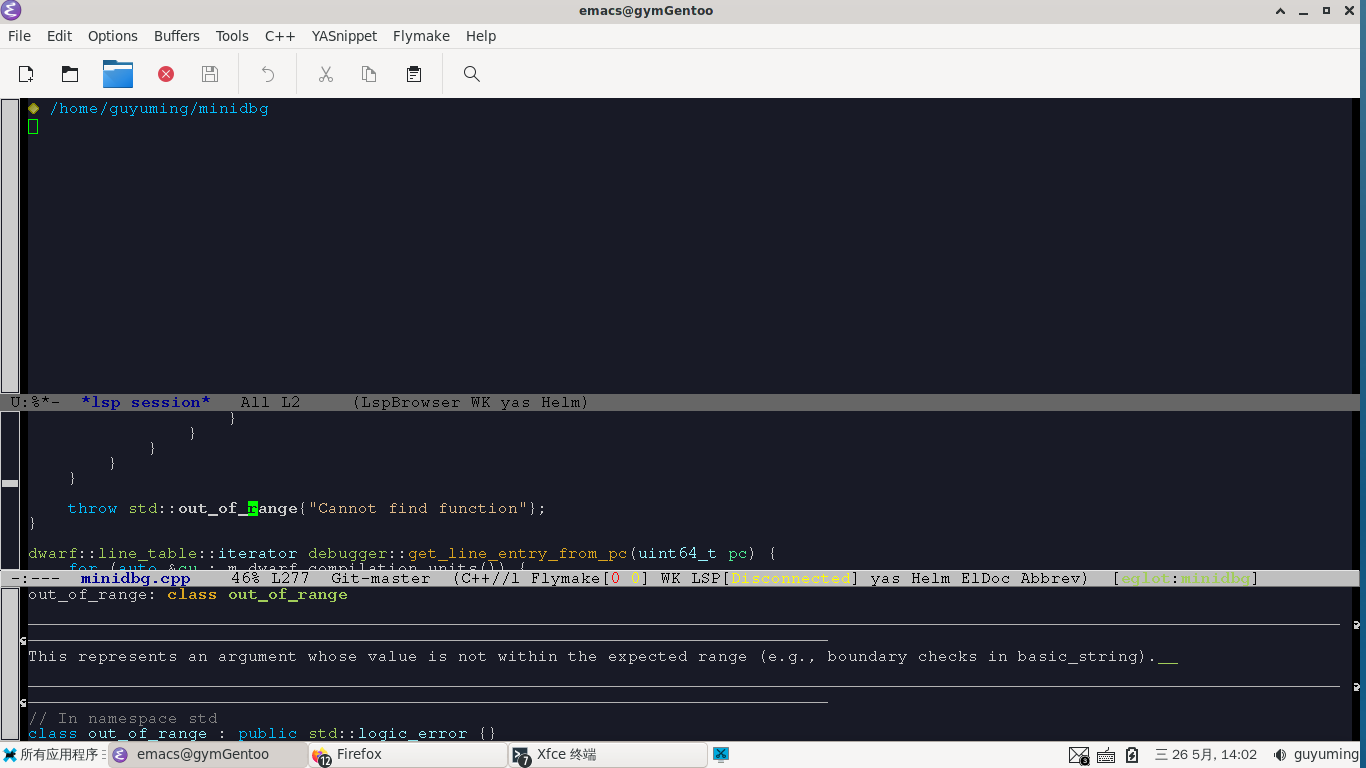 emacs@gymGentoo
File Edit Options Buffers Tools C++ YASnippet Flymake Help
/home/guyuming/minidbg
U:%*- *lsp session* All L2 (LspBrowser WK yas Helm)
}
}
}
}
}
throw std::out_of_range{"Cannot find function"};
}
dwarf::line_table::iterator debugger::get_line_entry_from_pc(uint64_t pc) {
for (auto &cu : m_dwarf.compilation_units()) {
-:--- minidbg.cpp 46% L277 Git-master (C++//l Flymake[0 0] WK LSP[Disconnected] yas Helm ElDoc Abbrev) [eglot:minidbg]
out_of_range: class out_of_range
This represents an argument whose value is not within the expected range (e.g., boundary checks in basic_string).__
// In namespace std
class out_of_range : public std::logic_error {}
所有应用程序 emacs@gymGentoo 12 Firefox 7 Xfce 终端 三 26 5月, 14:02 guyuming